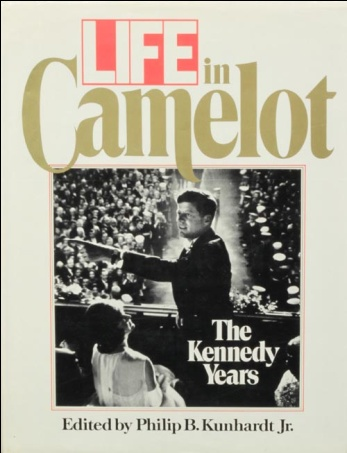 LIFE in
Camelot
The
Kennedy
Years
Edited by Philip B. Kunhardt Jr.